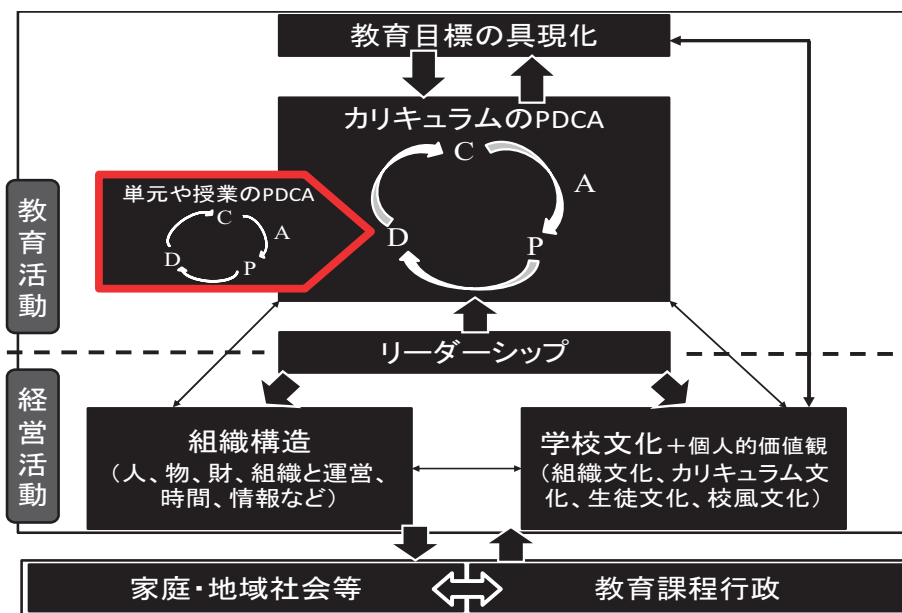 教育目標の具現化
カリキュラムのPDCA
C
A
D
P
単元や授業のPDCA
C
A
D
P
教育活動
リーダーシップ
経営活動
組織構造
(人、物、財、組織と運営、
時間、情報など)
学校文化+個人的価値観
(組織文化、カリキュラム文
化、生徒文化、校風文化)
家庭・地域社会等
教育課程行政